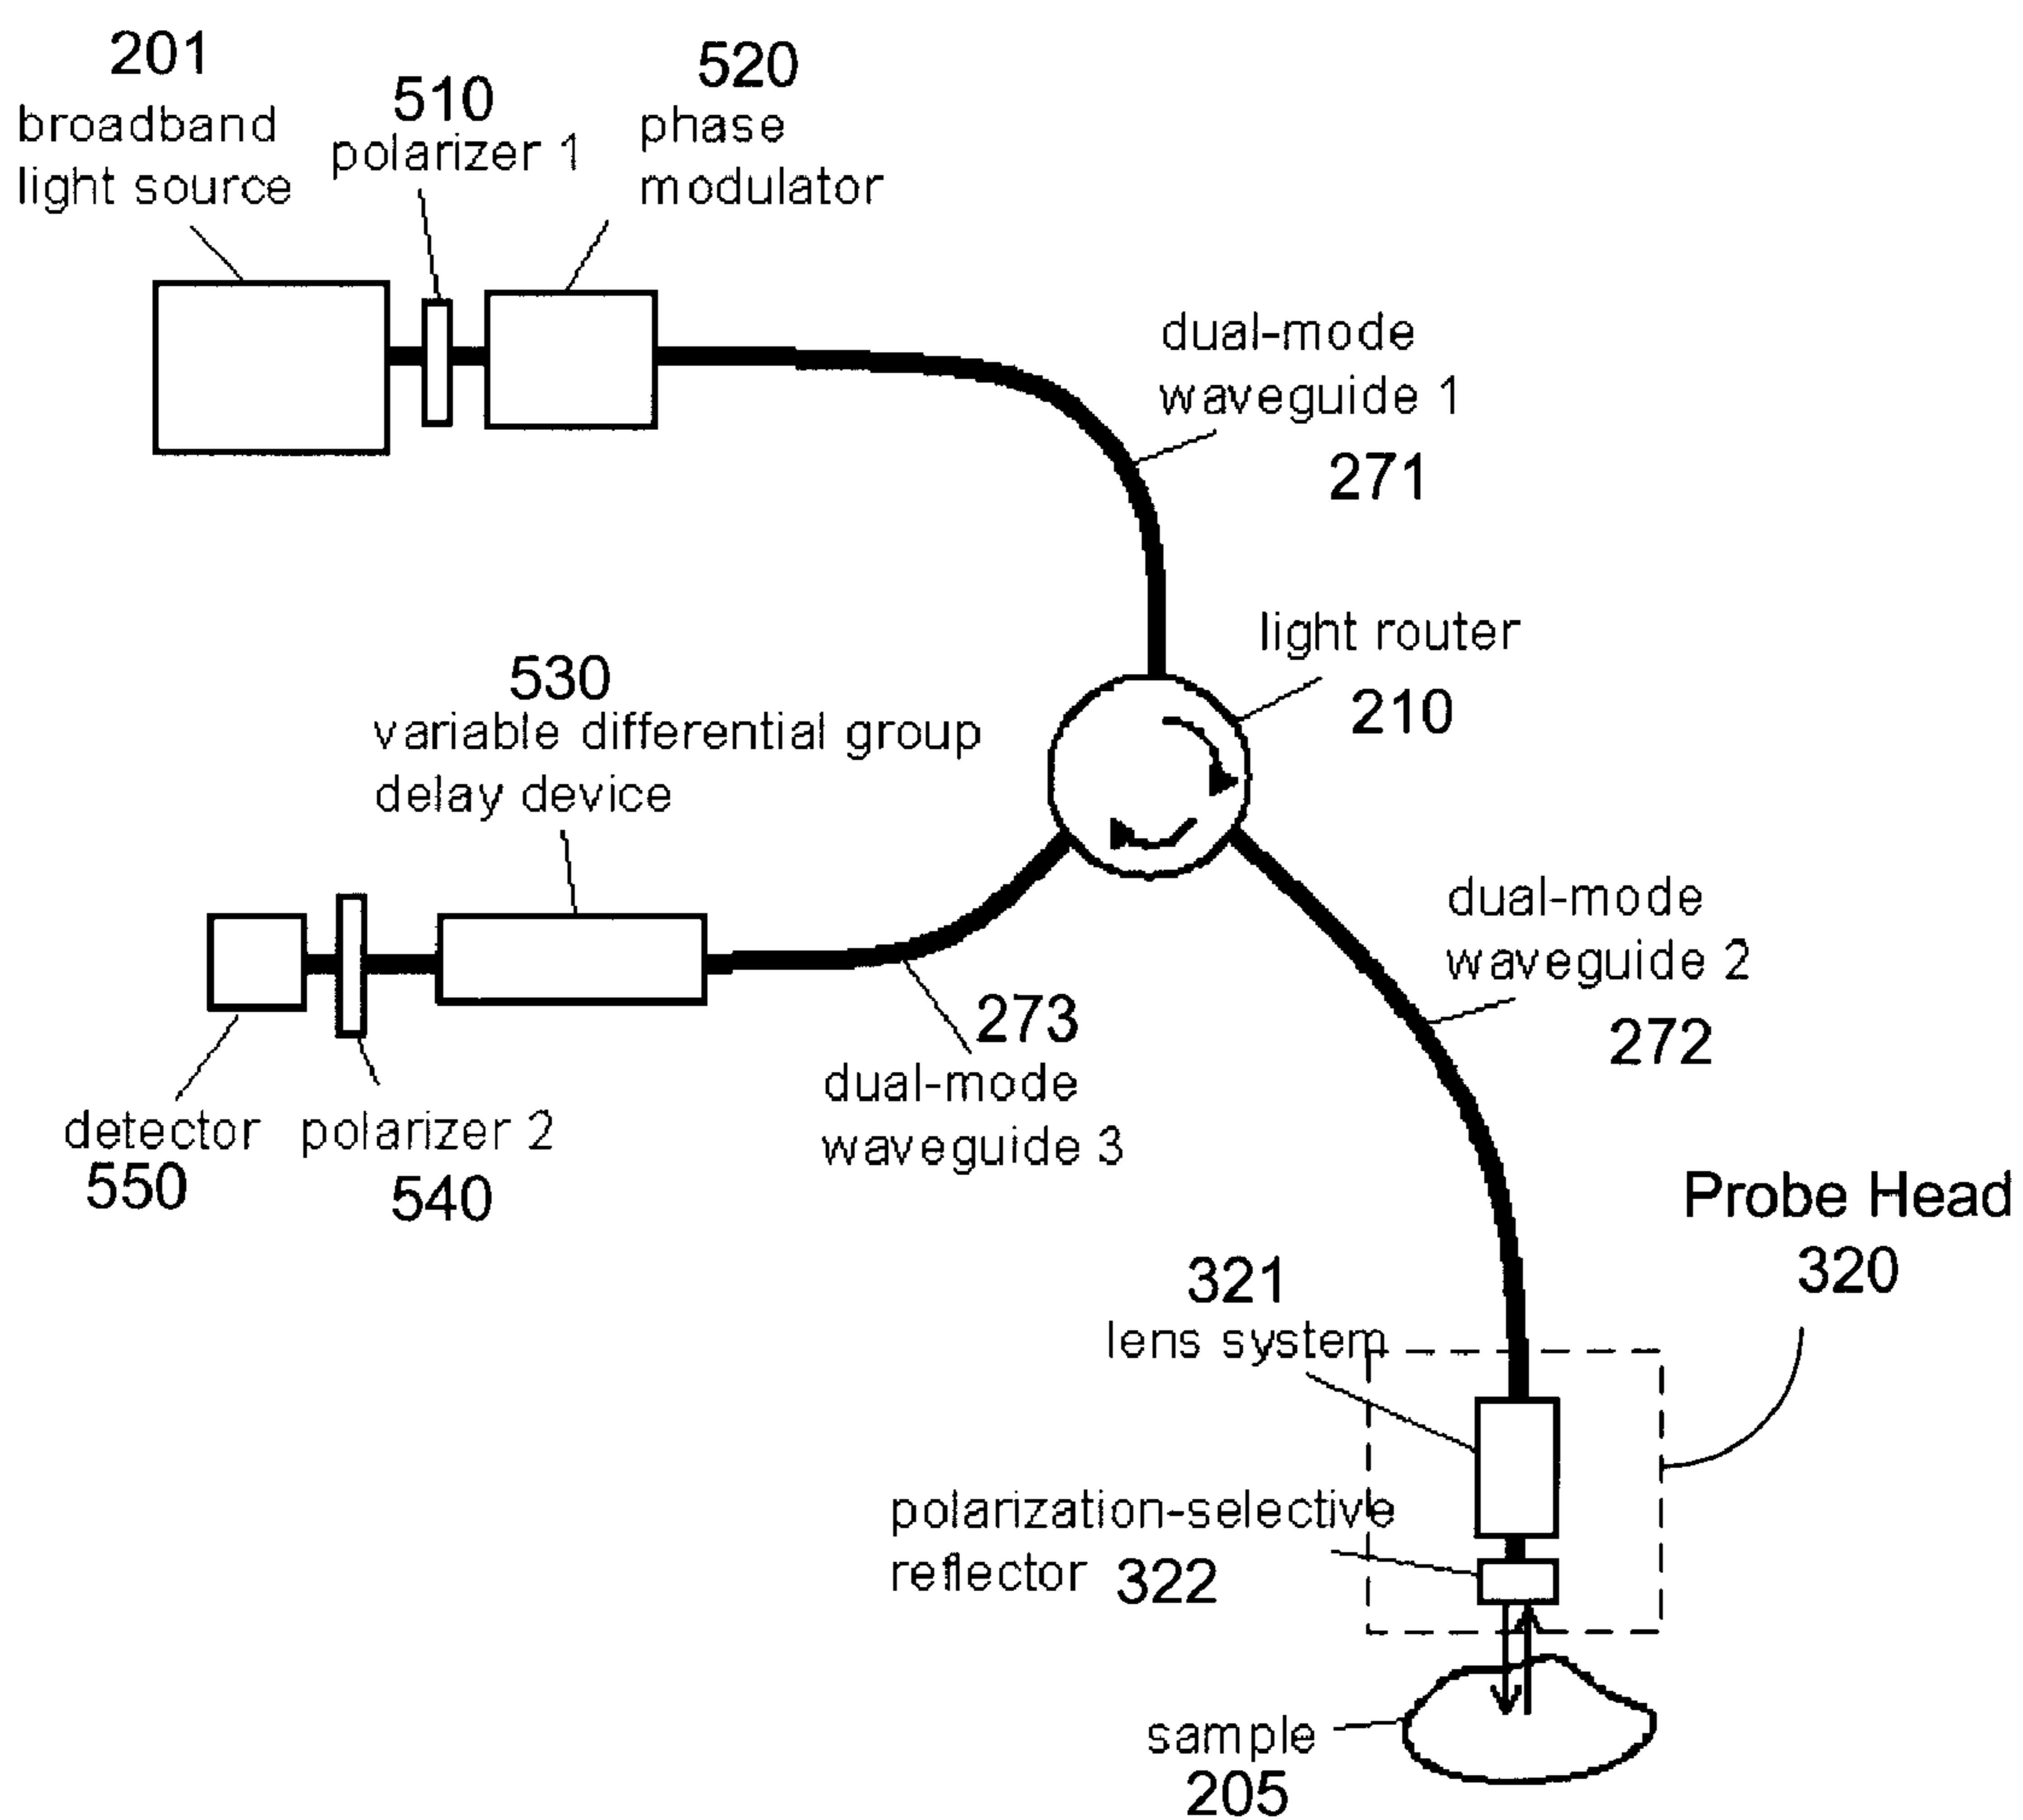 201
broadband
light source
510
polarizer 1
520
phase
modulator
dual-mode
waveguide 1
271
light router
210
530
variable differential group
delay device
dual-mode
waveguide 2
272
273
dual-mode
waveguide 3
detector
550
polarizer 2
540
Probe Head
320
321
lens system
polarization-selective
reflector 322
sample
205